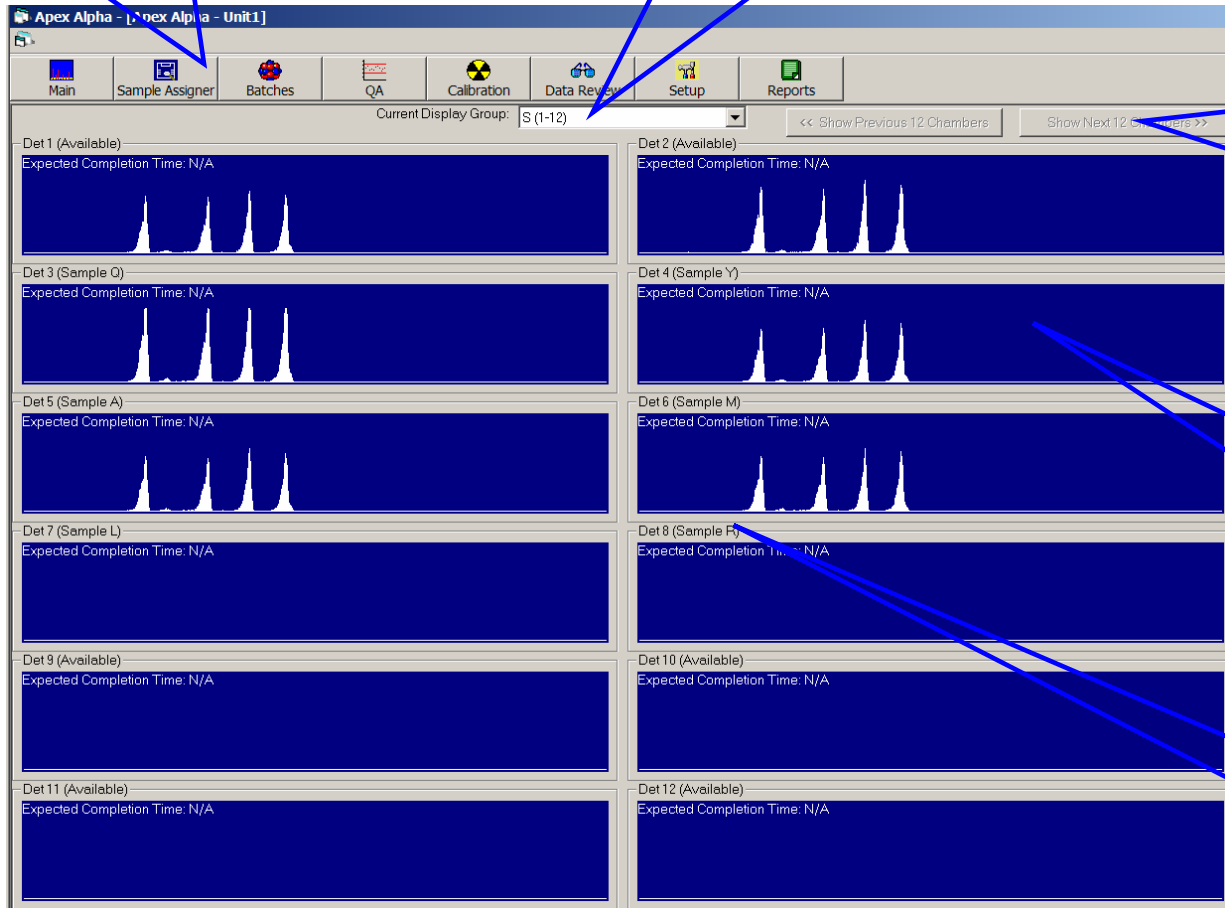 Apex Alpha - [Apex Alpha - Unit1]
Main Sample Assigner Batches QA Calibration Data Review Setup Reports
Current Display Group: S (1-12) << Show Previous 12 Chambers Show Next 12 Chambers >>
Det 1 (Available) Det 2 (Available)
Expected Completion Time: N/A Expected Completion Time: N/A
Det 3 (Sample Q) Det 4 (Sample Y)
Expected Completion Time: N/A Expected Completion Time: N/A
Det 5 (Sample A) Det 6 (Sample M)
Expected Completion Time: N/A Expected Completion Time: N/A
Det 7 (Sample L) Det 8 (Sample R)
Expected Completion Time: N/A Expected Completion Time: N/A
Det 9 (Available) Det 10 (Available)
Expected Completion Time: N/A Expected Completion Time: N/A
Det 11 (Available) Det 12 (Available)
Expected Completion Time: N/A Expected Completion Time: N/A